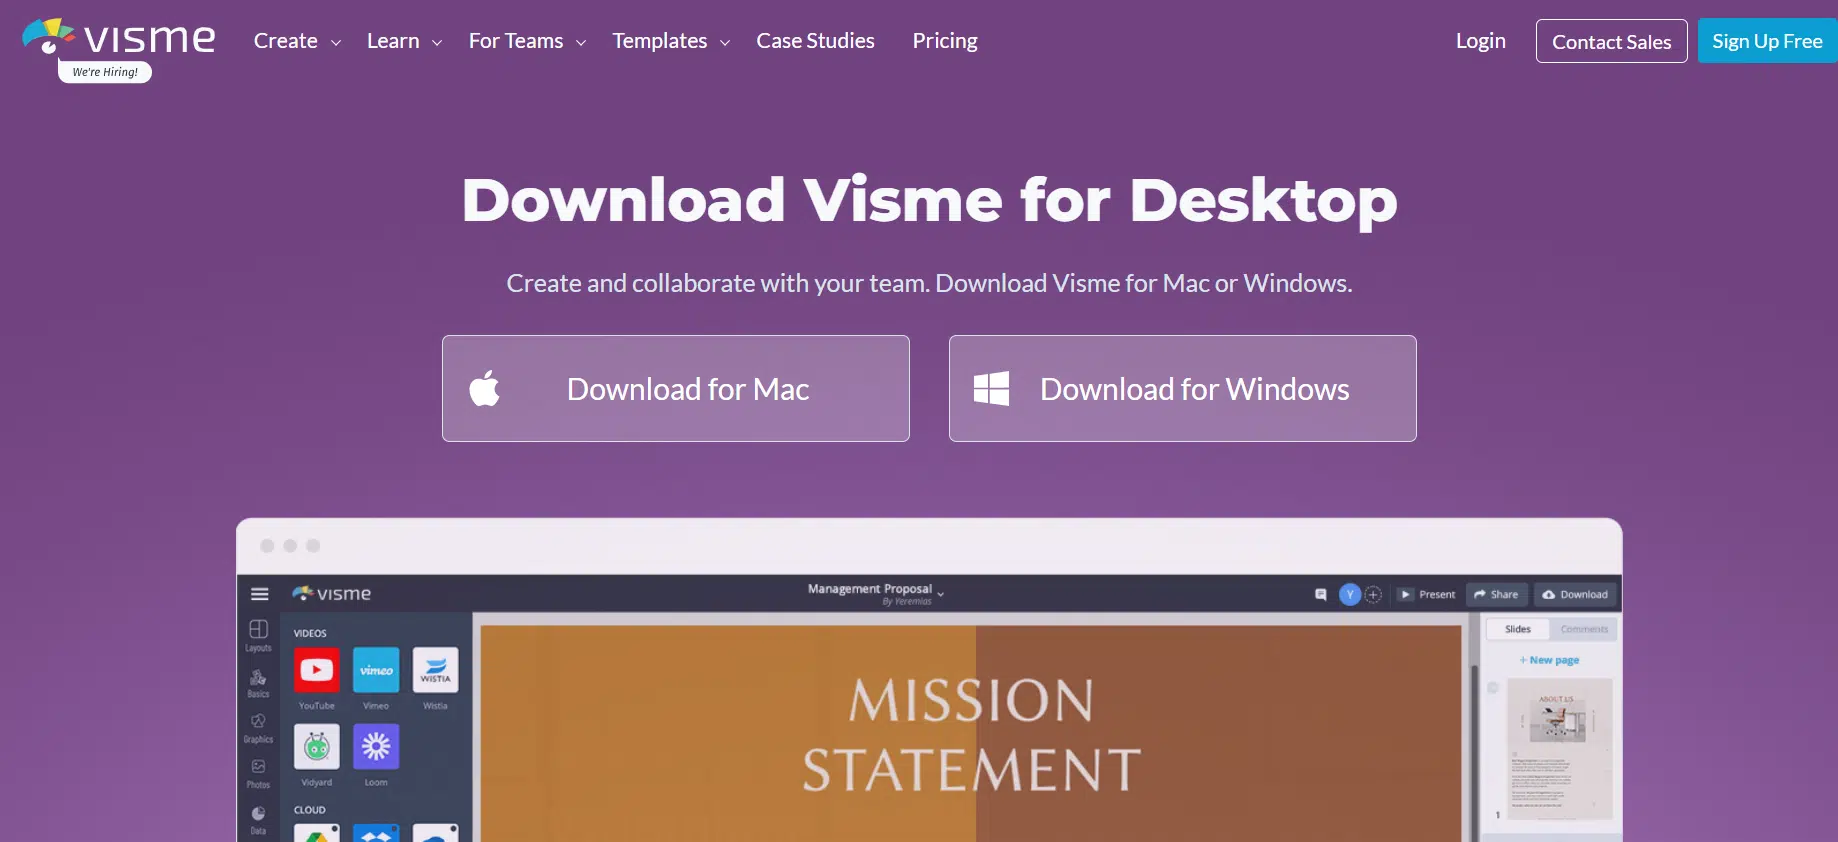 visme
We're Hiring!
Create
Learn
For Teams
Templates
Case Studies
Pricing
Login
Contact Sales
Sign Up Free
Download Visme for Desktop
Create and collaborate with your team. Download Visme for Mac or Windows.
Download for Mac
Download for Windows
visme
Management Proposal
By Yeremias
Y
Present
Share
Download
Layouts
Basics
Graphics
Photos
Data
VIDEOS
vimeo
WISTIA
YouTube
Vimeo
Wistia
Vidyard
Loom
CLOUD
MISSION
STATEMENT
Slides
Comments
+ New page
ABOUT US
1